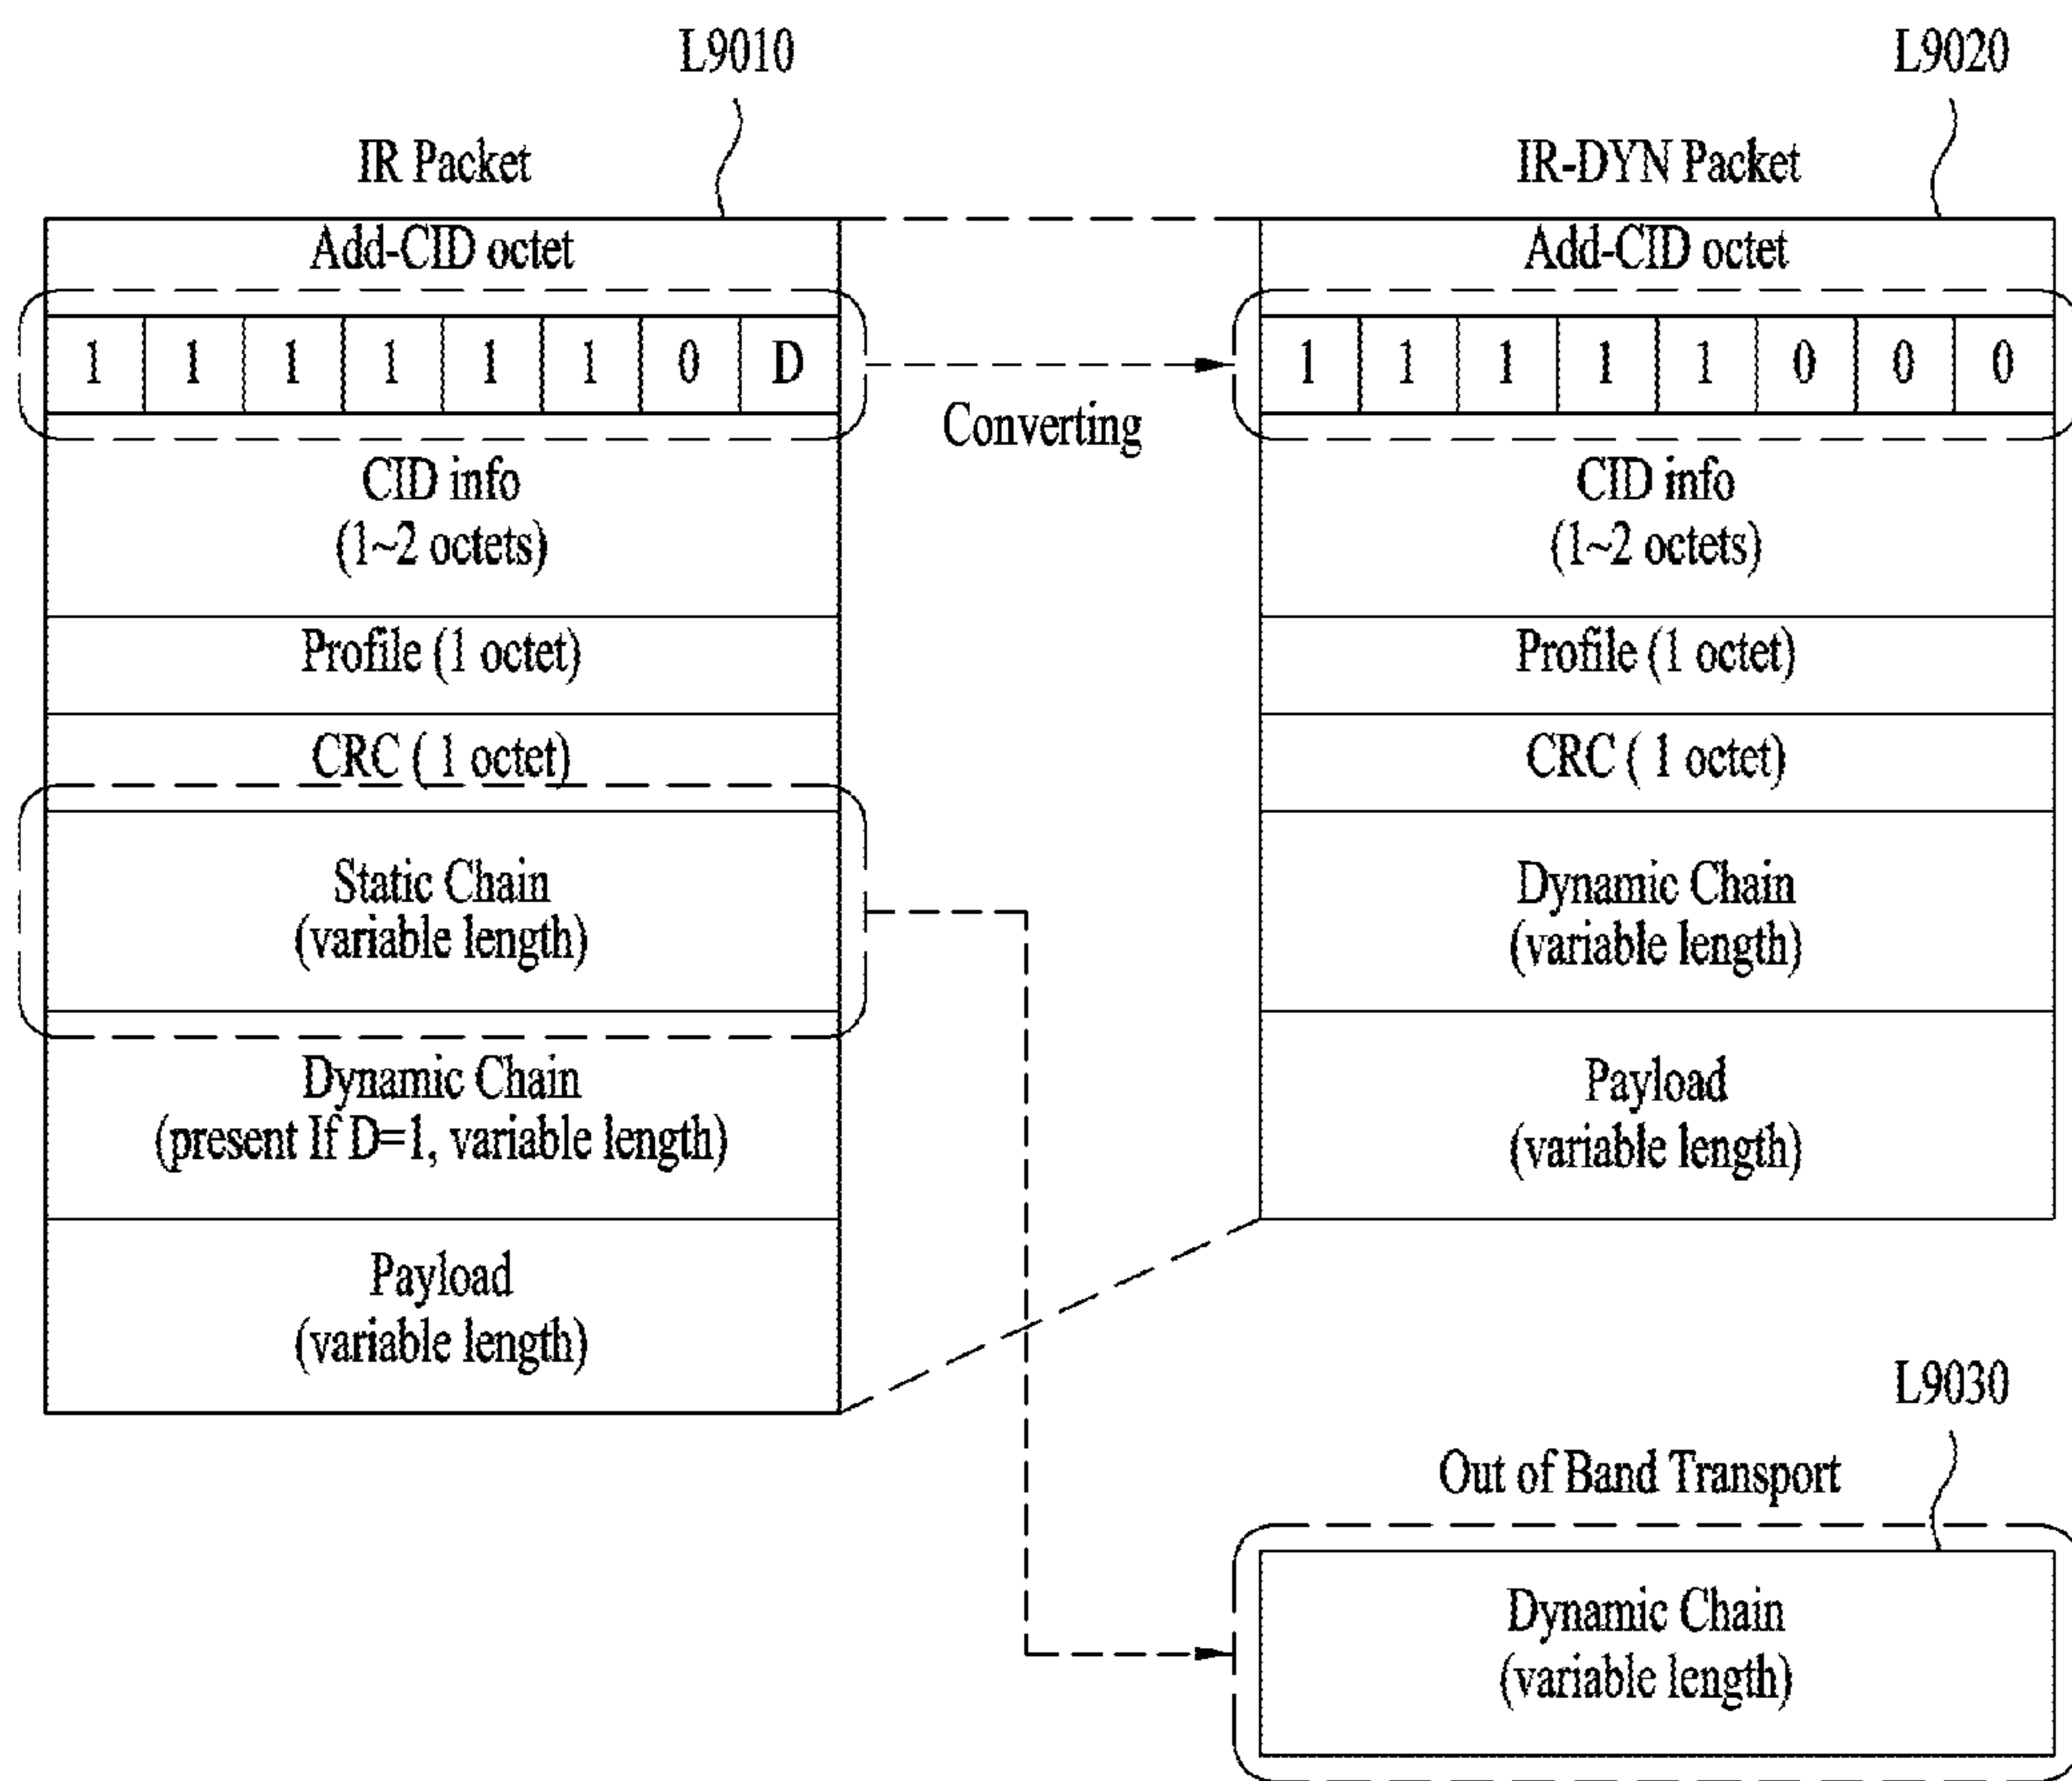 L9010
IR Packet
Add-CID octet
1 1 1 1 1 1 0 D
CID info
(1~2 octets)
Profile (1 octet)
CRC ( 1 octet)
Static Chain
(variable length)
Dynamic Chain
(present If D=1, variable length)
Payload
(variable length)
Converting
L9020
IR-DYN Packet
Add-CID octet
1 1 1 1 1 0 0 0
CID info
(1~2 octets)
Profile (1 octet)
CRC ( 1 octet)
Dynamic Chain
(variable length)
Payload
(variable length)
L9030
Out of Band Transport
Dynamic Chain
(variable length)